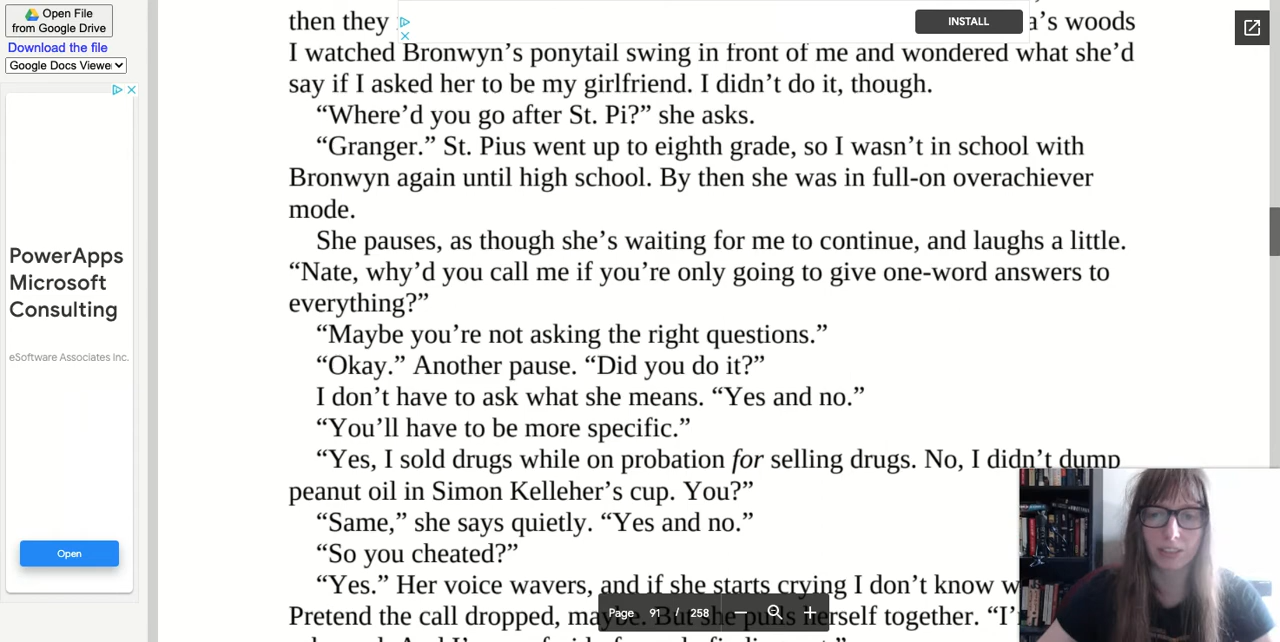 Open File
from Google Drive
Download the file
Google Docs Viewe
PowerApps
Microsoft
Consulting
eSoftware Associates Inc.
Open
INSTALL
then they a’s woods
I watched Bronwyn’s ponytail swing in front of me and wondered what she’d
say if I asked her to be my girlfriend. I didn’t do it, though.
“Where’d you go after St. Pi?” she asks.
“Granger.” St. Pius went up to eighth grade, so I wasn’t in school with
Bronwyn again until high school. By then she was in full-on overachiever
mode.
She pauses, as though she’s waiting for me to continue, and laughs a little.
“Nate, why’d you call me if you’re only going to give one-word answers to
everything?”
“Maybe you’re not asking the right questions.”
“Okay.” Another pause. “Did you do it?”
I don’t have to ask what she means. “Yes and no.”
“You’ll have to be more specific.”
“Yes, I sold drugs while on probation for selling drugs. No, I didn’t dump
peanut oil in Simon Kelleher’s cup. You?”
“Same,” she says quietly. “Yes and no.”
“So you cheated?”
“Yes.” Her voice wavers, and if she starts crying I don’t know
Pretend the call dropped, maybe. But she pulls herself together.
Page 91 / 258